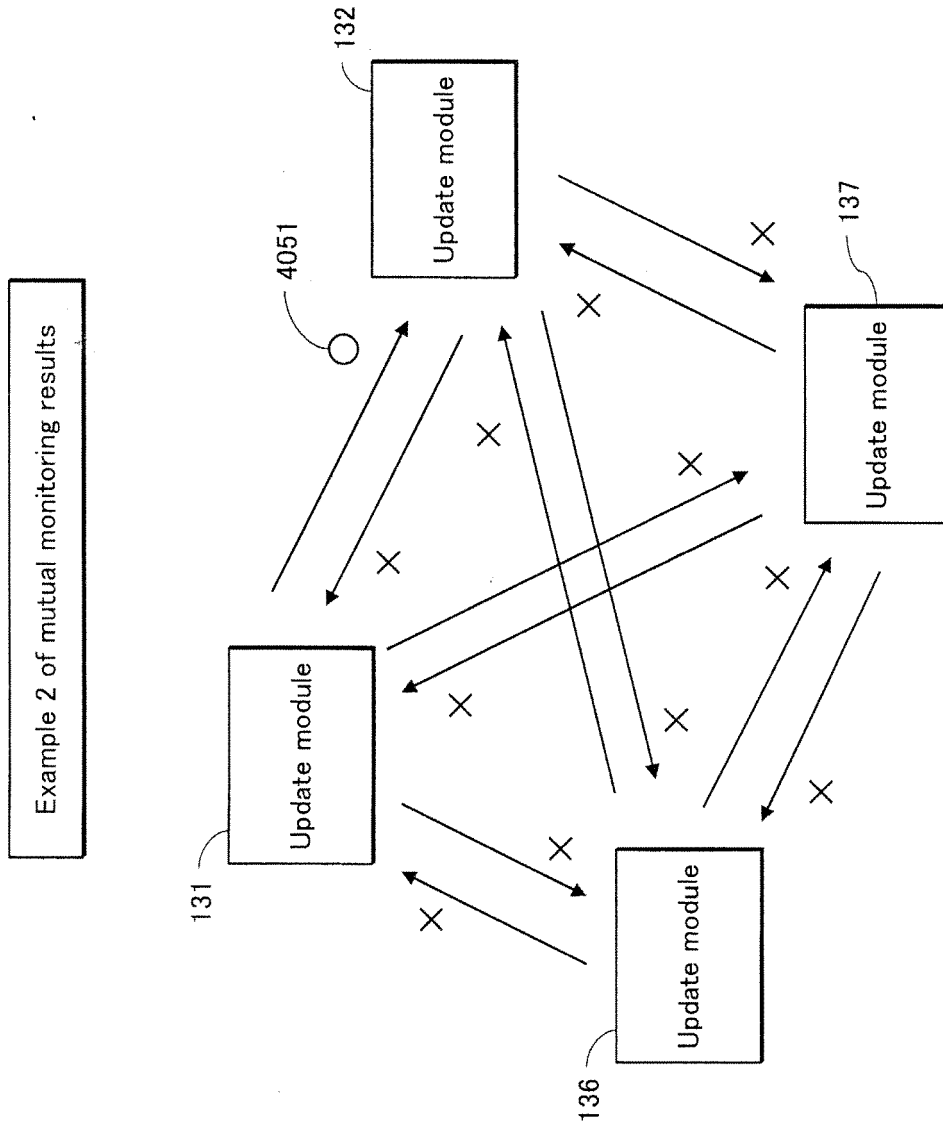 Example 2 of mutual monitoring results
4051
131
Update module
132
Update module
136
Update module
137
Update module